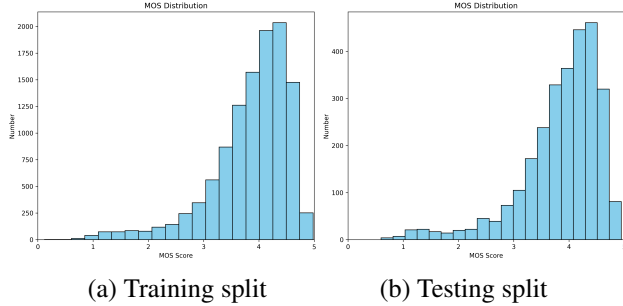 MOS Distribution
2000
1750
1500
1250
1000
750
500
250
0
Number
0 1 2 3 4 5
MOS Score
(a) Training split
MOS Distribution
400
300
200
100
0
Number
0 1 2 3 4
MOS Score
(b) Testing split